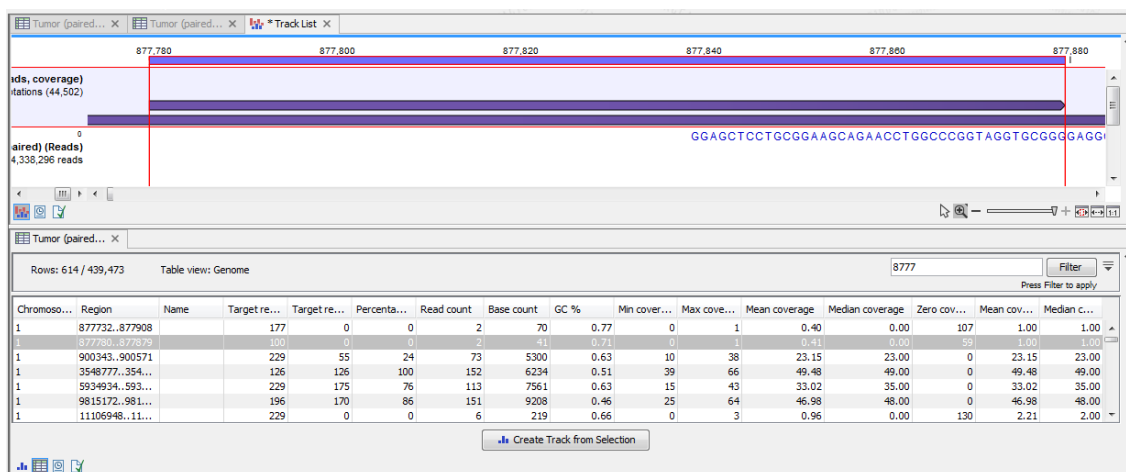 Tumor (paired... Tumor (paired... * Track List
877,780 877,800 877,820 877,840 877,860 877,880
ads, coverage)
itations (44,502)
0
GGAGCTCCTGCGGAAGCAGAACCTGGCCCGGTAGGTGCGGGGAGG
aired) (Reads)
4,338,296 reads
1:1
Tumor (paired...
Rows: 614 / 439,473 Table view: Genome 8777 Filter
Press Filter to apply
Chromoso... Region Name Target re... Target re... Percenta... Read count Base count GC % Min cover... Max cove... Mean coverage Median coverage Zero cov... Mean cov... Median c...
1 877732..877908 177 0 0 2 70 0.77 0 1 0.40 0.00 107 1.00 1.00
1 877780..877879 100 0 0 2 41 0.71 0 1 0.41 0.00 59 1.00 1.00
1 900343..900571 229 55 24 73 5300 0.63 10 38 23.15 23.00 0 23.15 23.00
1 3548777..354... 126 126 100 152 6234 0.51 39 66 49.48 49.00 0 49.48 49.00
1 5934934..593... 229 175 76 113 7561 0.63 15 43 33.02 35.00 0 33.02 35.00
1 9815172..981... 196 170 86 151 9208 0.46 25 64 46.98 48.00 0 46.98 48.00
1 11106948..11... 229 0 0 6 219 0.66 0 3 0.96 0.00 130 2.21 2.00
Create Track from Selection